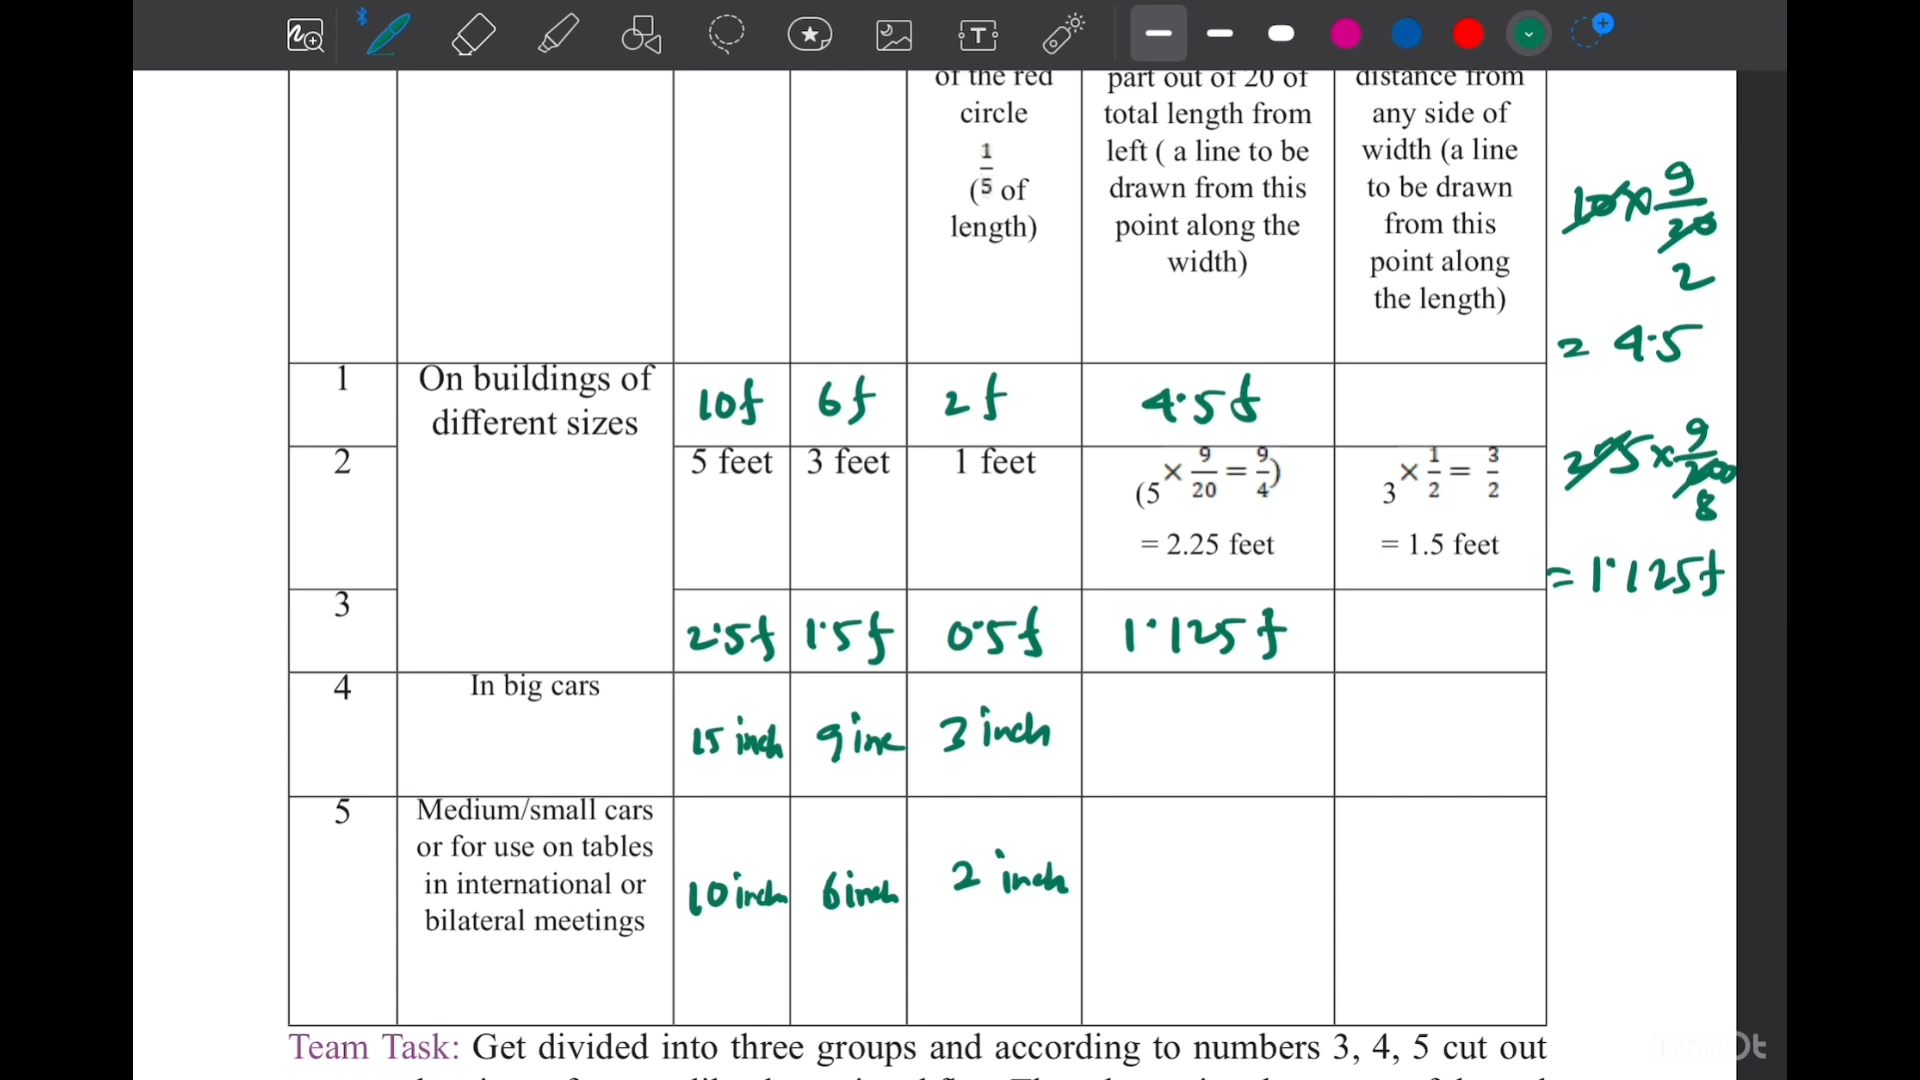 T
of the red
circle
1
(5 of
length)
part out of 20 of
total length from
left ( a line to be
drawn from this
point along the
width)
distance from
any side of
width (a line
to be drawn
from this
point along
the length)
10 x 9
20
2
= 4.5
1
On buildings of
different sizes
10f
6f
2f
4.5f
2
5 feet
3 feet
1 feet
(5 × 9/20 = 9/4)
= 2.25 feet
3 × 1/2 = 3/2
= 1.5 feet
9
8
= 1.125f
3
2.5f
1.5f
0.5f
1.125f
4
In big cars
15 inch
9 inc
3 inch
5
Medium/small cars
or for use on tables
in international or
bilateral meetings
10 inch
6 inch
2 inch
Team Task: Get divided into three groups and according to numbers 3, 4, 5 cut out